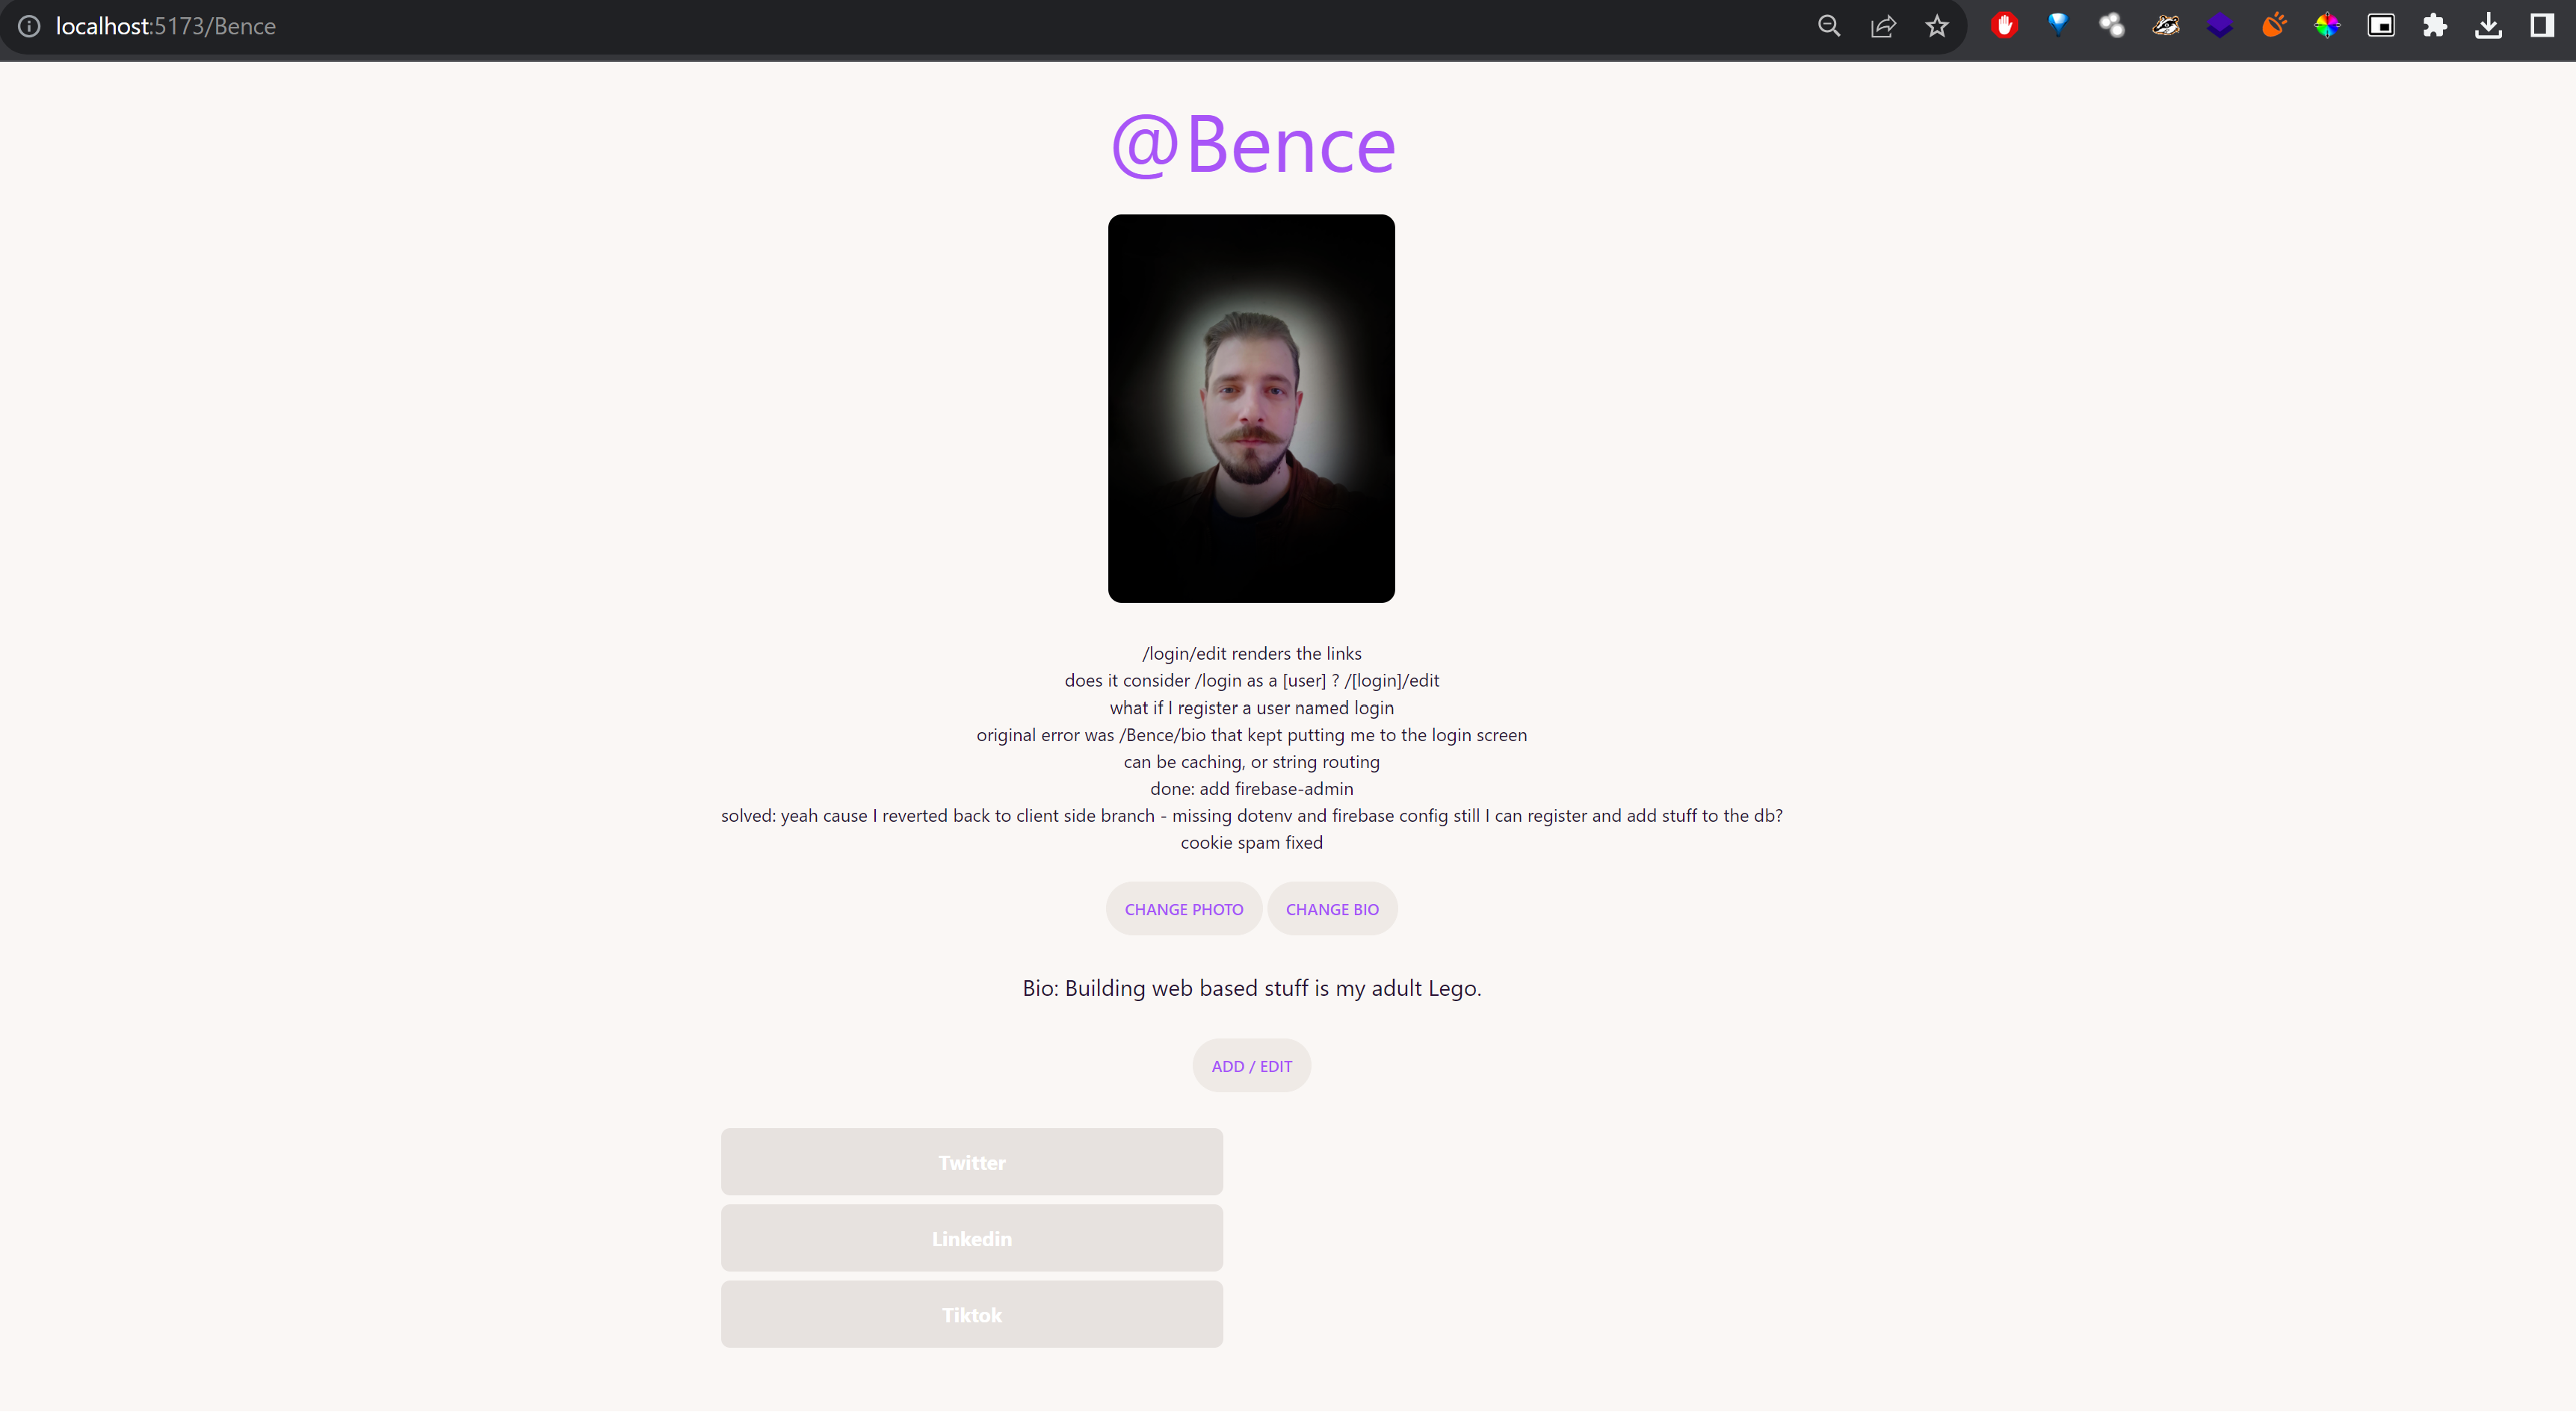 localhost:5173/Bence
@Bence
/login/edit renders the links
does it consider /login as a [user] ? /[login]/edit
what if I register a user named login
original error was /Bence/bio that kept putting me to the login screen
can be caching, or string routing
done: add firebase-admin
solved: yeah cause I reverted back to client side branch - missing dotenv and firebase config still I can register and add stuff to the db?
cookie spam fixed
CHANGE PHOTO CHANGE BIO
Bio: Building web based stuff is my adult Lego.
ADD / EDIT
Twitter
Linkedin
Tiktok